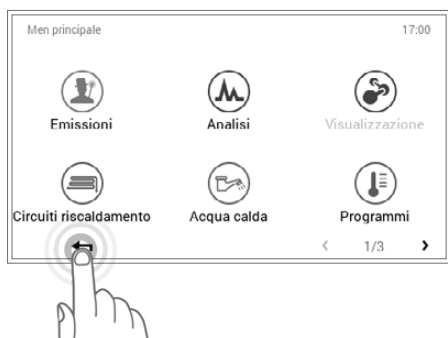 Men principale 17:00
Emissioni Analisi Visualizzazione
Circuiti riscaldamento Acqua calda Programmi
< 1/3 >